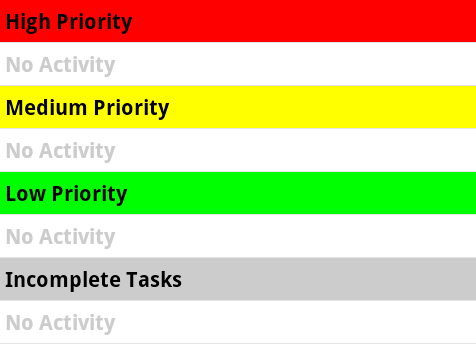 High Priority
No Activity
Medium Priority
No Activity
Low Priority
No Activity
Incomplete Tasks
No Activity